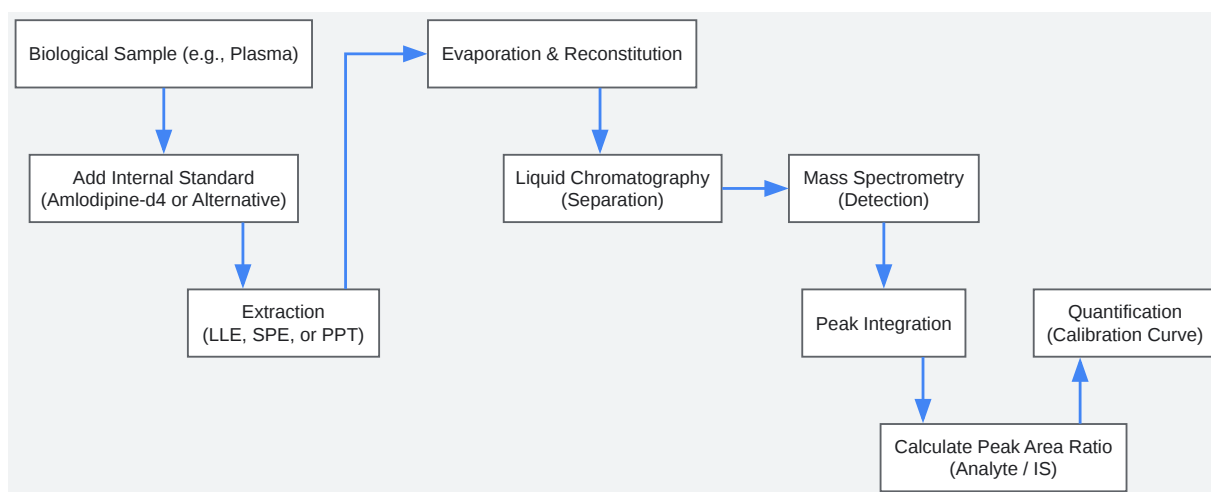 Biological Sample (e.g., Plasma)
Add Internal Standard
(Amlodipine-d4 or Alternative)
Extraction
(LLE, SPE, or PPT)
Evaporation & Reconstitution
Liquid Chromatography
(Separation)
Mass Spectrometry
(Detection)
Peak Integration
Calculate Peak Area Ratio
(Analyte / IS)
Quantification
(Calibration Curve)